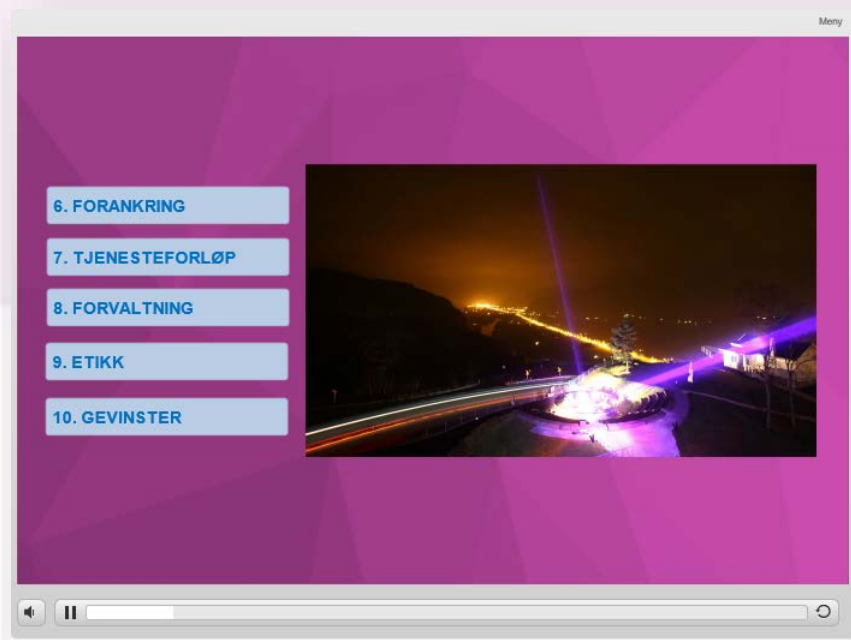 Meny
6. FORANKRING
7. TJENESTEFORLØP
8. FORVALTNING
9. ETIKK
10. GEVINSTER